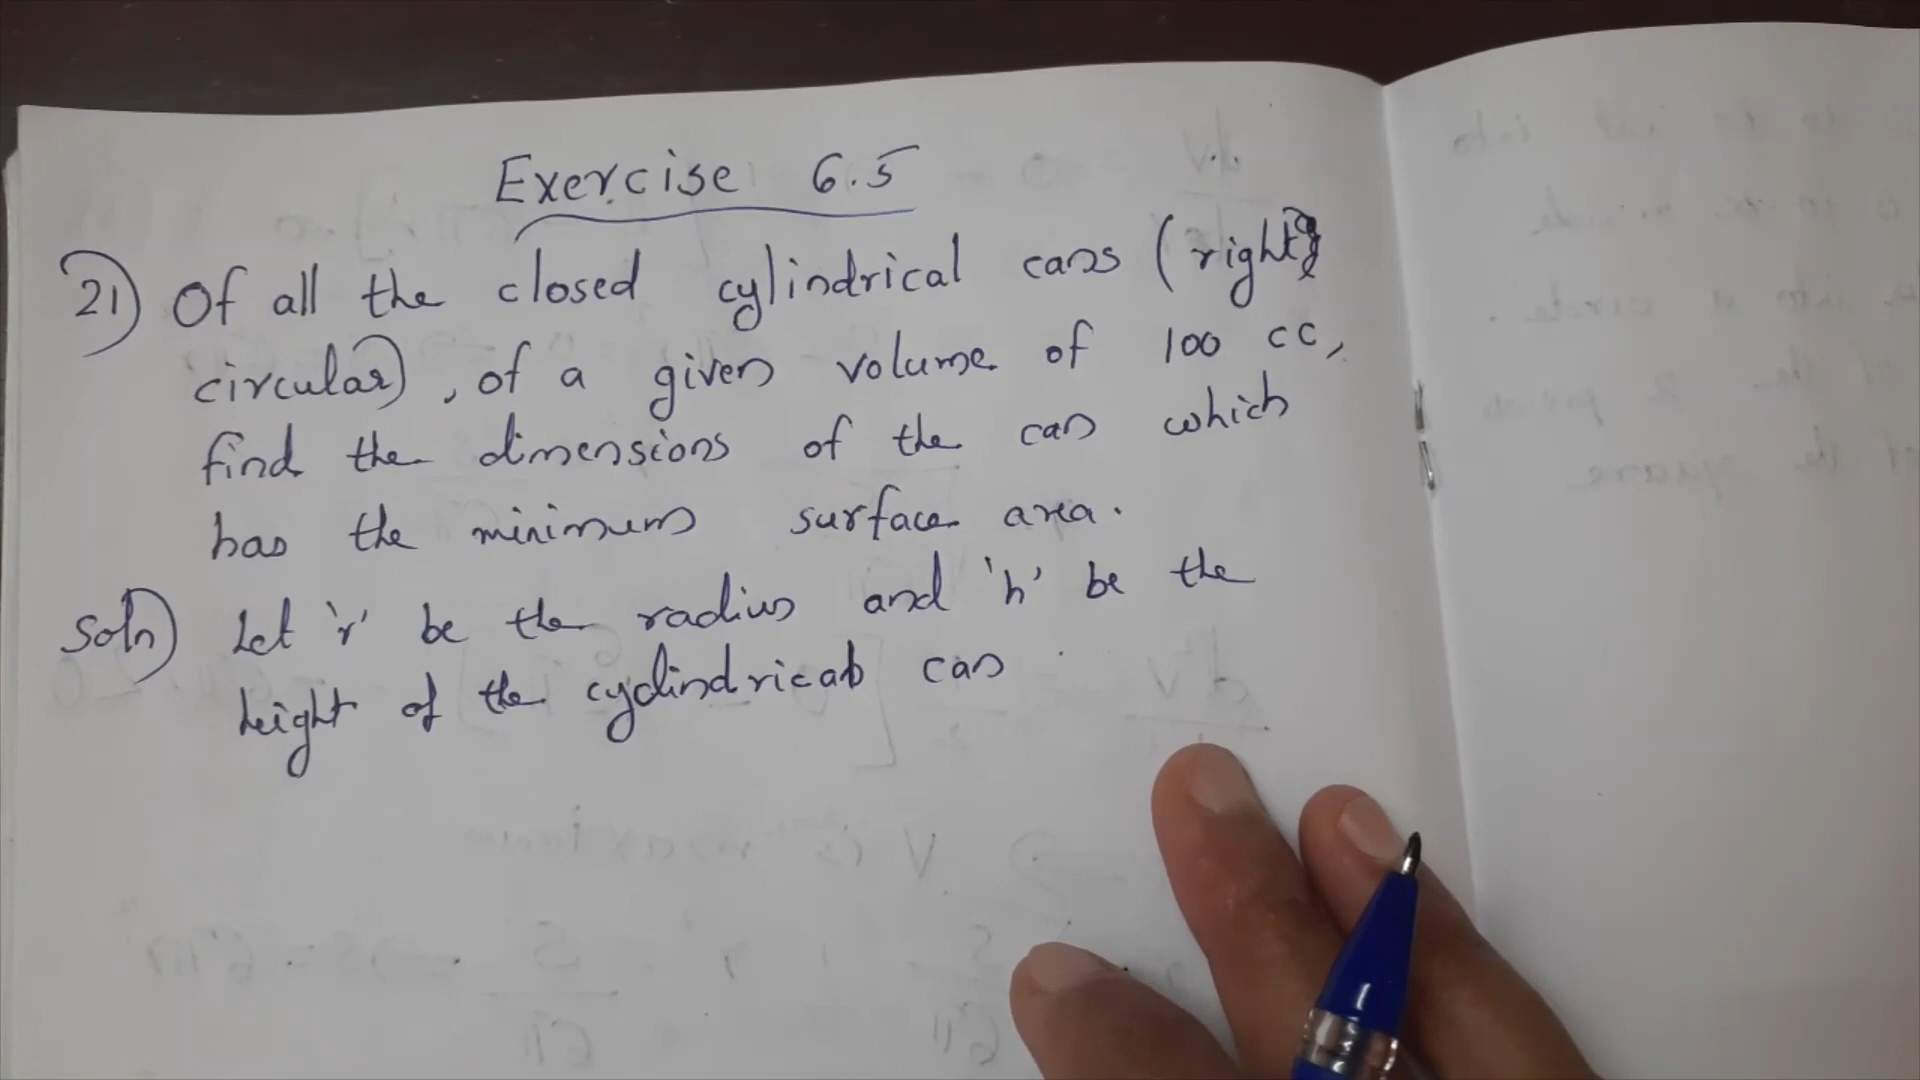 Exercise 6.5
21) Of all the closed cylindrical cans (right
circular), of a given volume of 100 cc,
find the dimensions of the can which
has the minimum surface area.
Soln) Let 'r' be the radius and 'h' be the
height of the cyclindrical can